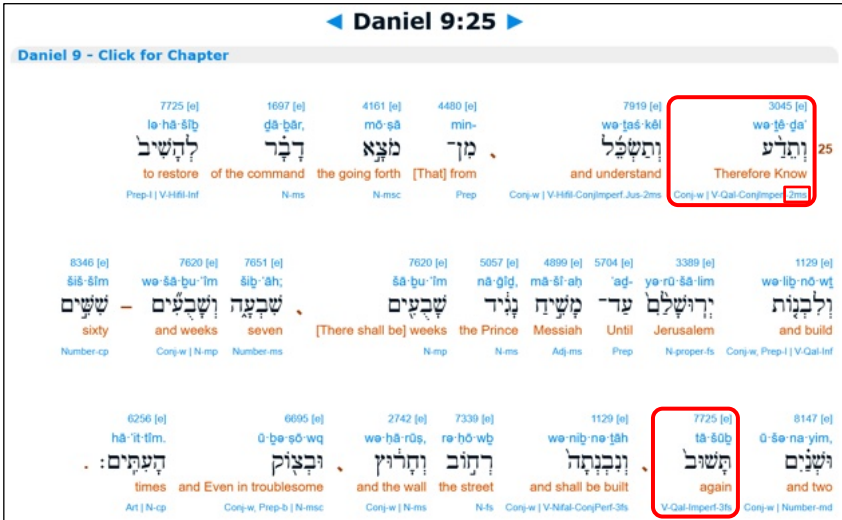 ◄ Daniel 9:25 ►
Daniel 9 - Click for Chapter
7725 [e] 1697 [e] 4161 [e] 4480 [e] 7919 [e] 3045 [e]
lə·hā·šîḇ dā·ḇār, mō·ṣā min- wə·ṯaś·kêl wə·ṯê·ḏa‘
25 וְתֵדַ֨ע וְתַשְׂכֵּ֜ל 、 מִן־ מֹצָ֣א דָבָ֗ר לְהָשִׁיב֙
to restore of the command the going forth [That] from and understand Therefore Know
Prep-l | V-Hifil-Inf N-ms N-msc Prep Conj-w | V-Hifil-ConjImperf.Jus-2ms Conj-w | V-Qal-ConjImperf-2ms
8346 [e] 7620 [e] 7651 [e] 7620 [e] 5057 [e] 4899 [e] 5704 [e] 3389 [e] 1129 [e]
šiš·šîm wə·šā·ḇu·‘îm šiḇ·‘āh; šā·ḇu·‘îm nā·ḡîḏ, mā·šî·aḥ ‘aḏ- yə·rū·šā·lim wə·liḇ·nō·wṯ
וְלִבְנ֤וֹת יְרוּשָׁלִַ֙ם֙ עַד־ מָשִׁ֣יחַ נָגִ֔יד שָׁבֻעִ֖ים 、 שִׁבְעָ֑ה וְשָׁבֻעִ֞ים – שִׁשִּׁ֣ים
sixty and weeks seven [There shall be] weeks the Prince Messiah Until Jerusalem and build
Number-cp Conj-w | N-mp Number-ms N-mp N-ms Adj-ms Prep N-proper-fs Conj-w, Prep-l | V-Qal-Inf
6256 [e] 6695 [e] 2742 [e] 7339 [e] 1129 [e] 7725 [e] 8147 [e]
hā·‘it·tîm. ū·ḇə·ṣō·wq wə·ḥā·rūṣ, rə·ḥō·wḇ wə·niḇ·nə·ṯāh tā·šūḇ ū·šə·na·yim,
וּשְׁנַ֗יִם תָּשׁוּב֙ 、 וְנִבְנְתָה֙ רְח֣וֹב וְחָר֔וּץ 、 וּבְצ֖וֹק הָעִתִּֽים׃ .
times and Even in troublesome and the wall the street and shall be built again and two
Art | N-cp Conj-w, Prep-b | N-msc Conj-w | N-ms N-fs Conj-w | V-Nifal-ConjPerf-3fs V-Qal-Imperf-3fs Conj-w | Number-md